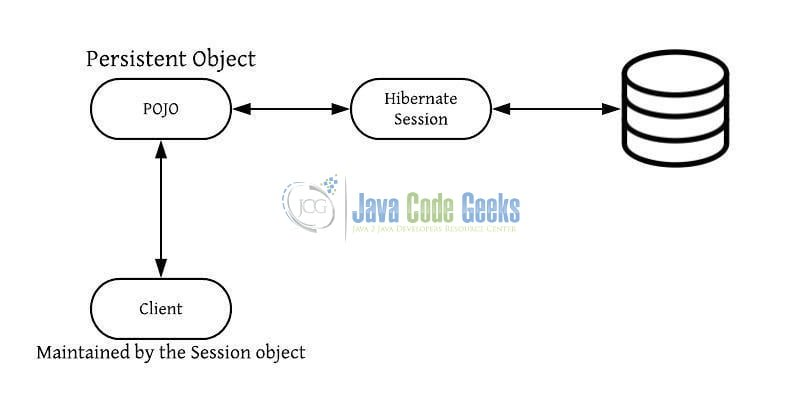 Persistent Object
POJO
Hibernate
Session
JCG
Java Code Geeks
JAVA 2 JAVA DEVELOPERS RESOURCE CENTER
Client
Maintained by the Session object